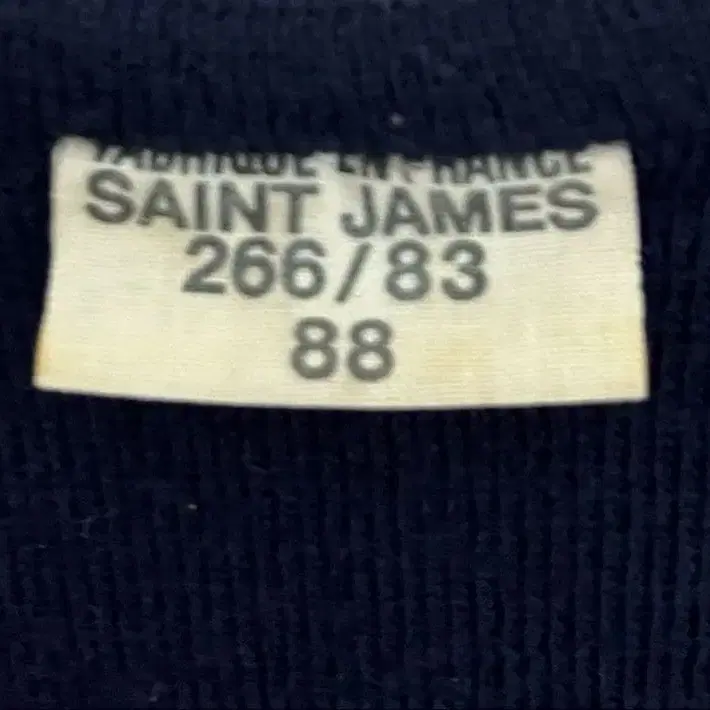 FABRIQUE EN FRANCE
SAINT JAMES
266/83
88